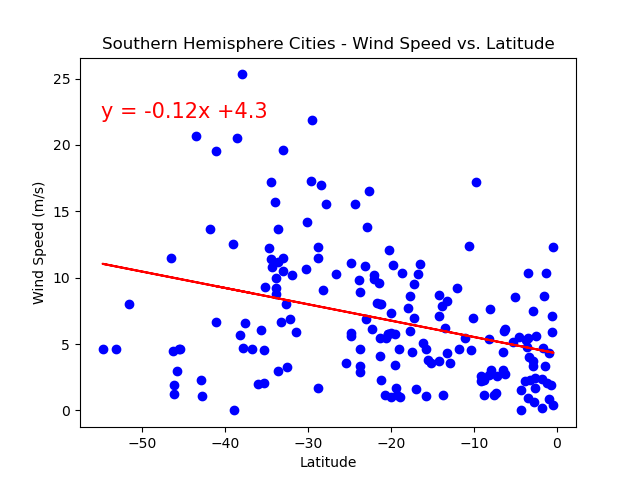 Southern Hemisphere Cities - Wind Speed vs. Latitude
y = -0.12x +4.3
Wind Speed (m/s)
25
20
15
10
5
0
−50 −40 −30 −20 −10 0
Latitude